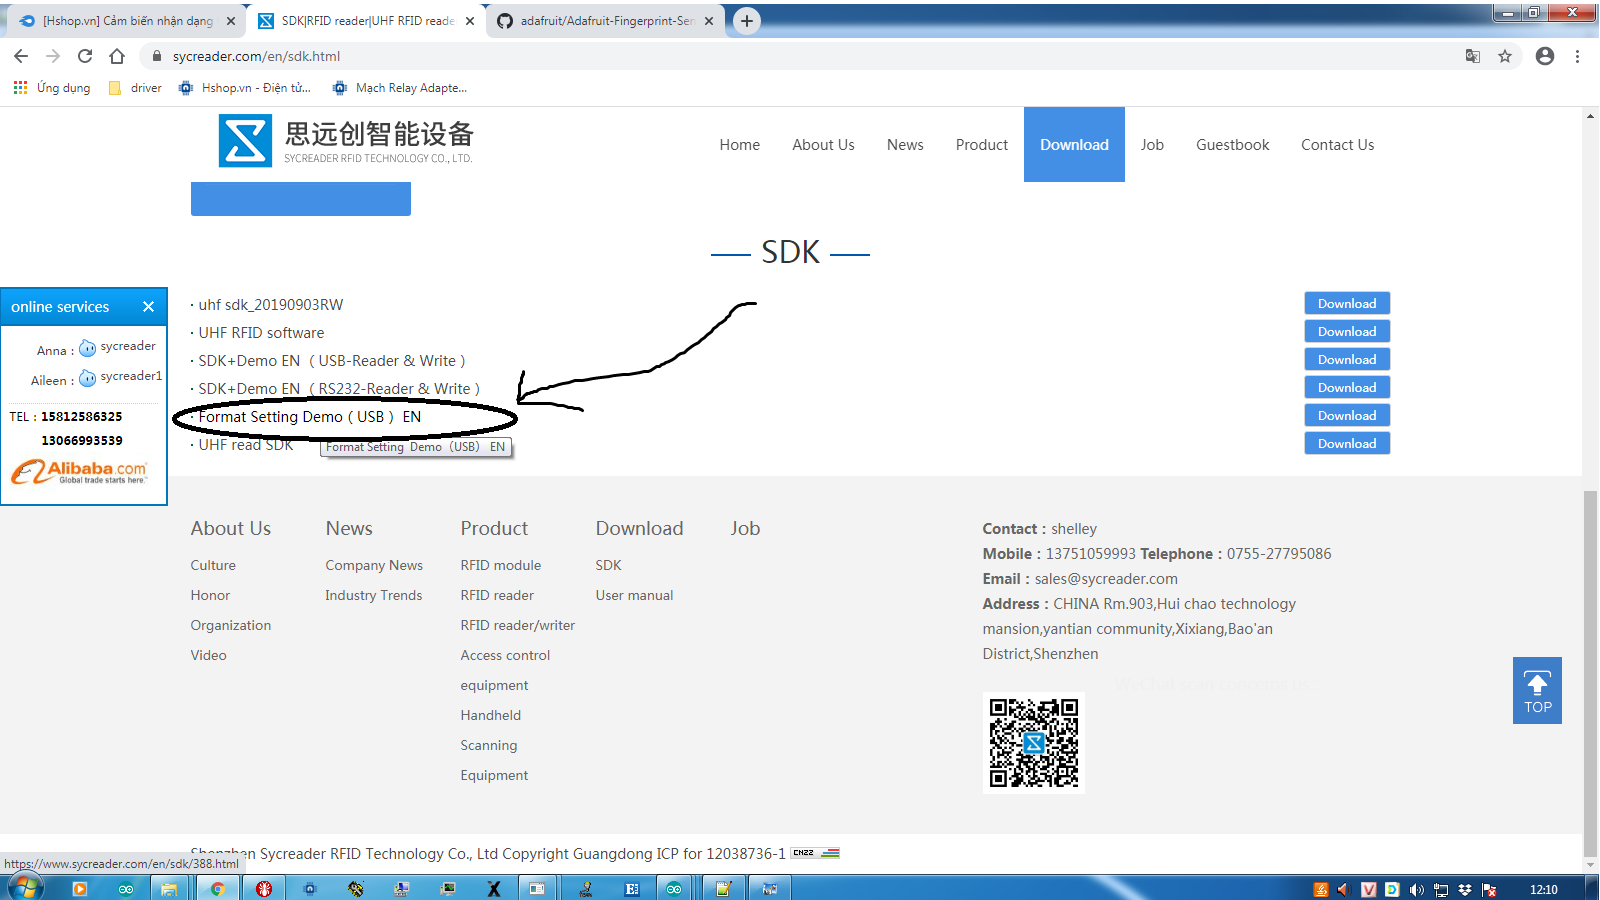 [Hshop.vn] Cảm biến nhận dạng
SDK|RFID reader|UHF RFID reade
adafruit/Adafruit-Fingerprint-Sen
sycreader.com/en/sdk.html
Ứng dụng
driver
Hshop.vn - Điện tử...
Mạch Relay Adapte...
思远创智能设备
SYCREADER RFID TECHNOLOGY CO., LTD.
Home
About Us
News
Product
Download
Job
Guestbook
Contact Us
SDK
· uhf sdk_20190903RW
Download
· UHF RFID software
Download
· SDK+Demo EN （USB-Reader & Write）
Download
· SDK+Demo EN （RS232-Reader & Write）
Download
· Format Setting Demo（USB） EN
Download
· UHF read SDK
Download
Format Setting Demo （USB） EN
online services
Anna : sycreader
Aileen : sycreader1
TEL : 15812586325
13066993539
Alibaba.com
Global trade starts here.™
About Us
Culture
Honor
Organization
Video
News
Company News
Industry Trends
Product
RFID module
RFID reader
RFID reader/writer
Access control
equipment
Handheld
Scanning
Equipment
Download
SDK
User manual
Job
Contact : shelley
Mobile : 13751059993 Telephone : 0755-27795086
Email : sales@sycreader.com
Address : CHINA Rm.903,Hui chao technology
mansion,yantian community,Xixiang,Bao'an
District,Shenzhen
TOP
Shenzhen Sycreader RFID Technology Co., Ltd Copyright Guangdong ICP for 12038736-1 CNZZ
https://www.sycreader.com/en/sdk/388.html
12:10